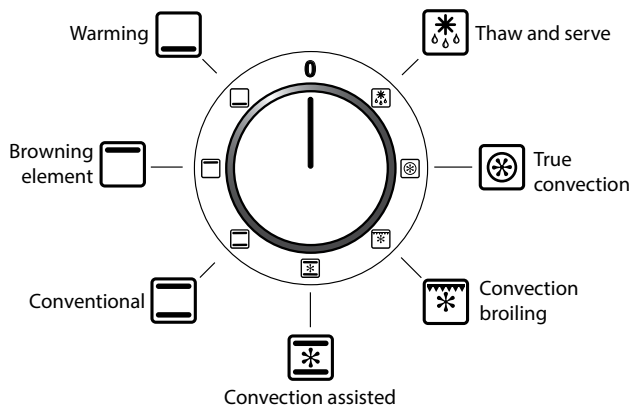 Warming
Thaw and serve
0
Browning
element
True
convection
Conventional
Convection
broiling
Convection assisted